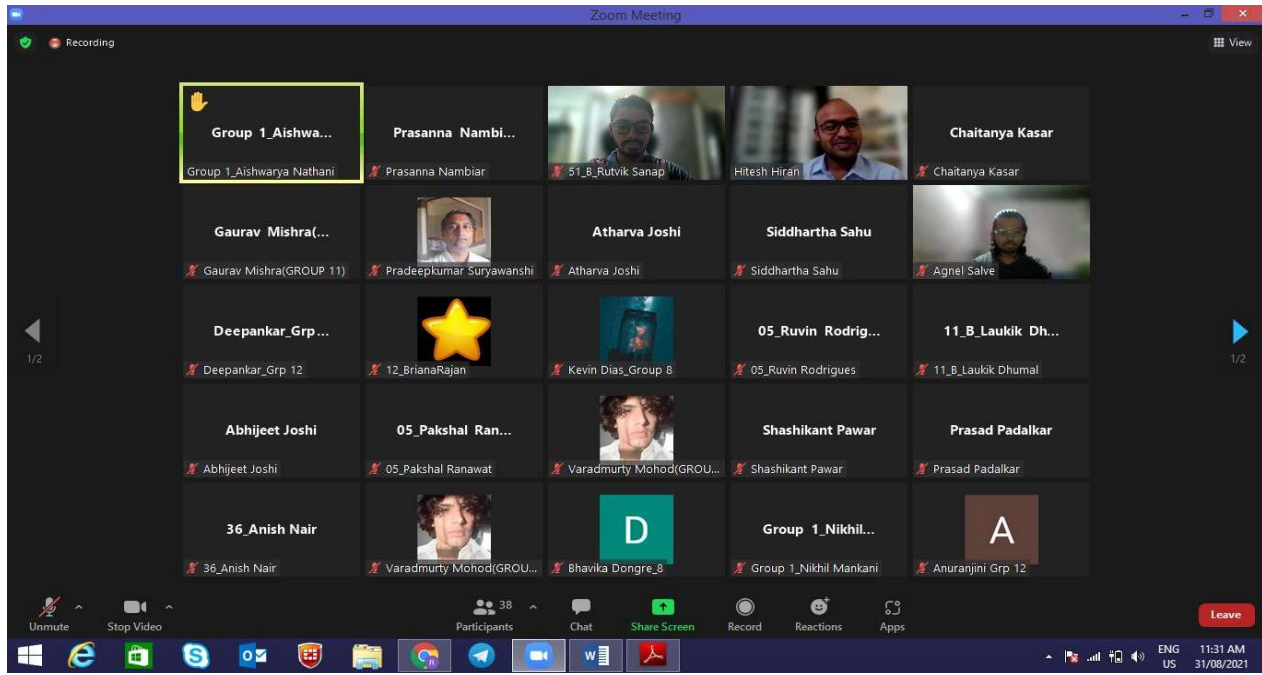 Zoom Meeting
Recording
View
Group 1_Aishwa...
Group 1_Aishwarya Nathani
Prasanna Nambi...
Prasanna Nambiar
51_B_Rutvik Sanap
Hitesh Hiran
Chaitanya Kasar
Chaitanya Kasar
Gaurav Mishra(...
Gaurav Mishra(GROUP 11)
Pradeepkumar Suryawanshi
Atharva Joshi
Atharva Joshi
Siddhartha Sahu
Siddhartha Sahu
Agnel Salve
Deepankar_Grp...
Deepankar_Grp 12
12_BrianaRajan
Kevin Dias_Group 8
05_Ruvin Rodrig...
05_Ruvin Rodrigues
11_B_Laukik Dh...
11_B_Laukik Dhumal
1/2
1/2
Abhijeet Joshi
Abhijeet Joshi
05_Pakshal Ran...
05_Pakshal Ranawat
Varadmurty Mohod(GROU...
Shashikant Pawar
Shashikant Pawar
Prasad Padalkar
Prasad Padalkar
36_Anish Nair
36_Anish Nair
Varadmurty Mohod(GROU...
D
Bhavika Dongre_8
Group 1_Nikhil...
Group 1_Nikhil Mankani
A
Anuranjini Grp 12
Unmute
Stop Video
38
Participants
Chat
Share Screen
Record
Reactions
Apps
Leave
ENG
US
11:31 AM
31/08/2021